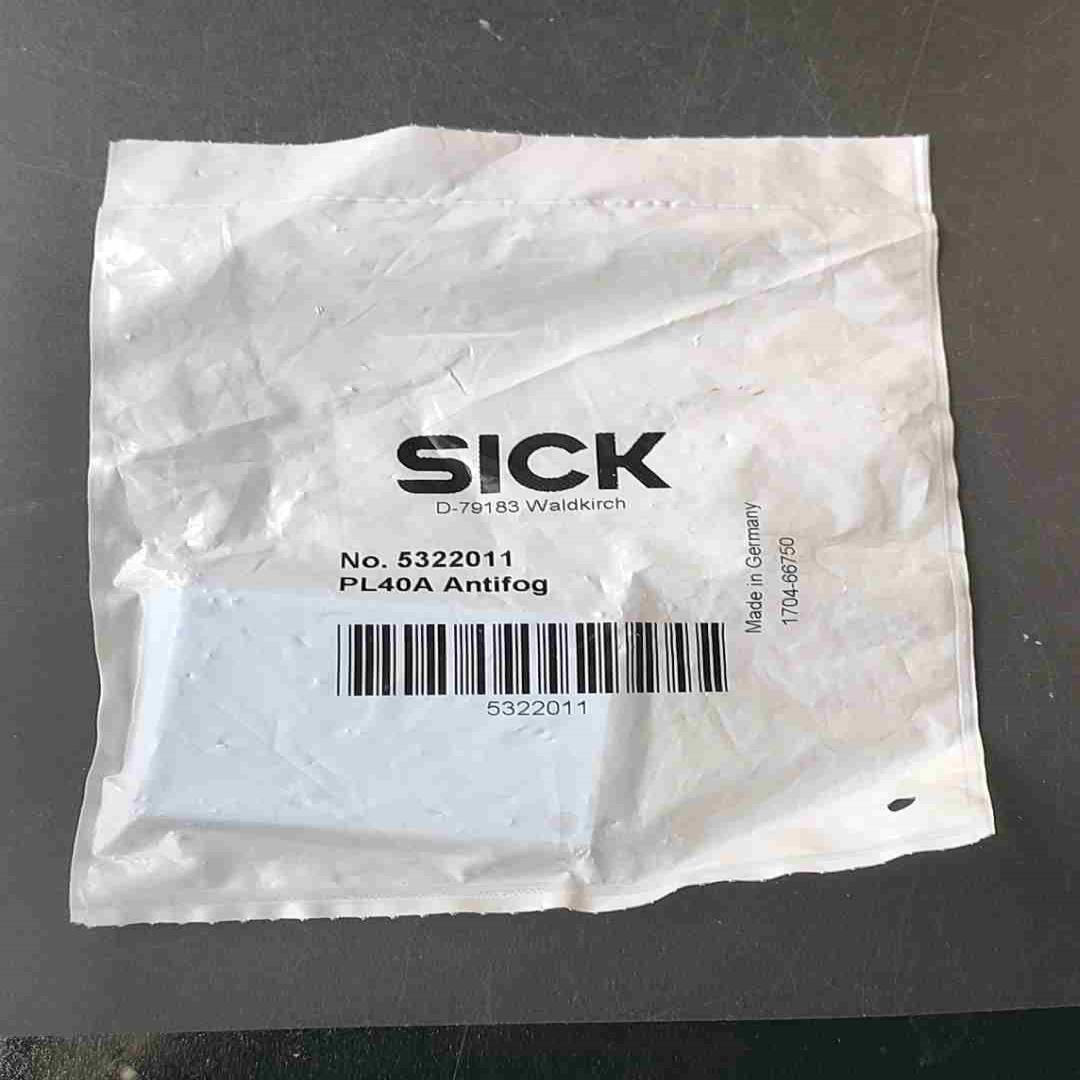 SICK
D-79183 Waldkirch
No. 5322011
PL40A Antifog
5322011
Made in Germany
1704-66750